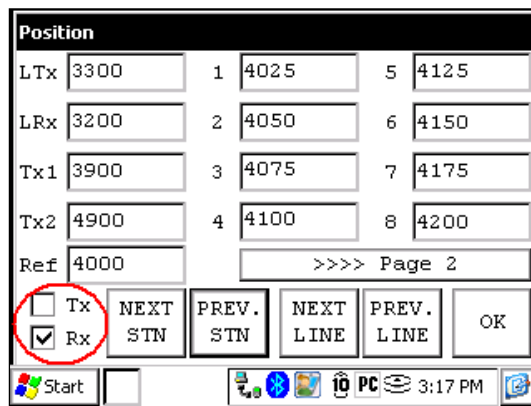 Position
LTx 3300 1 4025 5 4125
LRx 3200 2 4050 6 4150
Tx1 3900 3 4075 7 4175
Tx2 4900 4 4100 8 4200
Ref 4000 >>>> Page 2
Tx NEXT PREV. NEXT PREV. OK
Rx STN STN LINE LINE
Start PC 3:17 PM